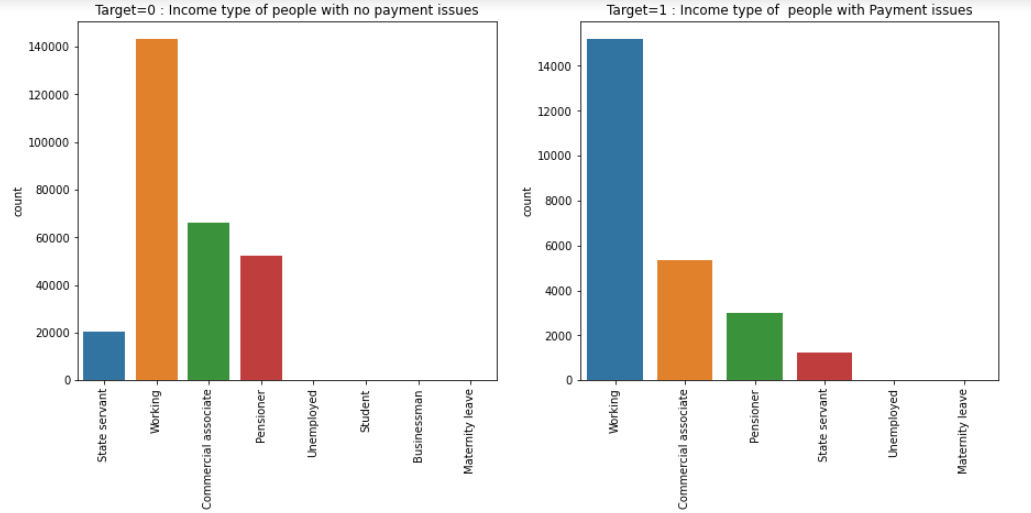 Target=0 : Income type of people with no payment issues
140000
120000
100000
80000
60000
40000
20000
0
count
State servant
Working
Commercial associate
Pensioner
Unemployed
Student
Businessman
Maternity leave
Target=1 : Income type of  people with Payment issues
14000
12000
10000
8000
6000
4000
2000
0
count
Working
Commercial associate
Pensioner
State servant
Unemployed
Maternity leave